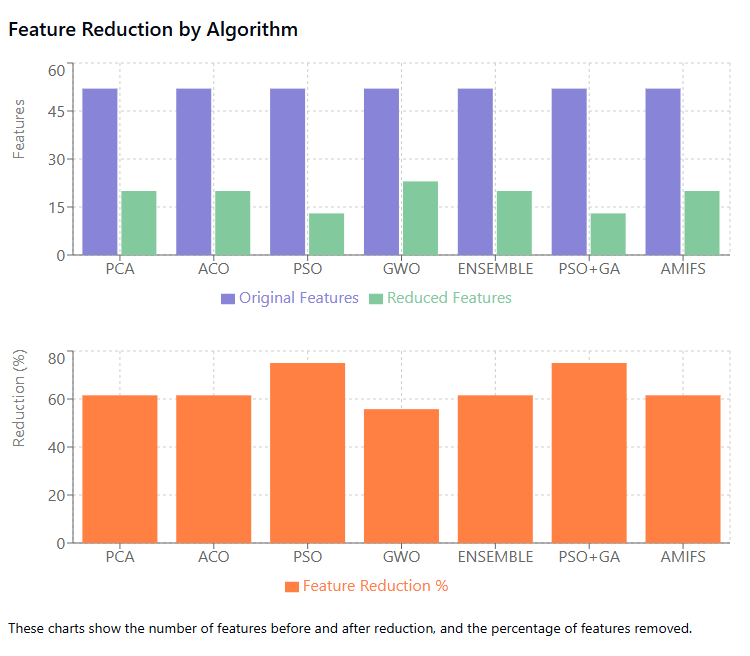 Feature Reduction by Algorithm
60
45
30
15
0
Features
PCA ACO PSO GWO ENSEMBLE PSO+GA AMIFS
Original Features Reduced Features
80
60
40
20
0
Reduction (%)
PCA ACO PSO GWO ENSEMBLE PSO+GA AMIFS
Feature Reduction %
These charts show the number of features before and after reduction, and the percentage of features removed.